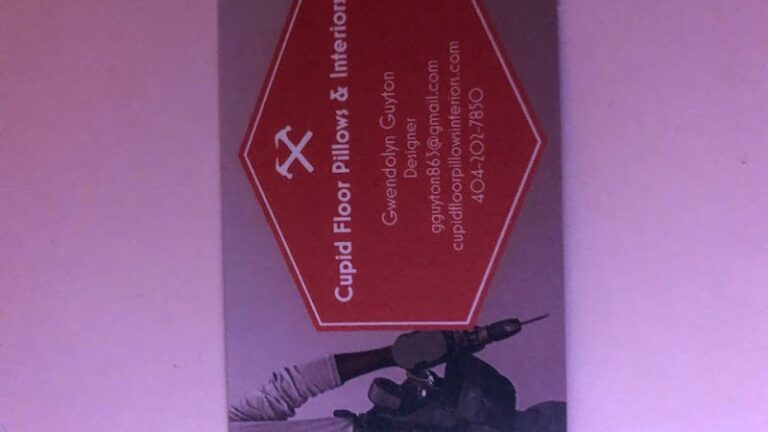 Cupid Floor Pillows & Interiors
Gwendolyn Guyton
Designer
gguyton863@gmail.com
cupidfloorpillowsinteriors.com
404-202-7850